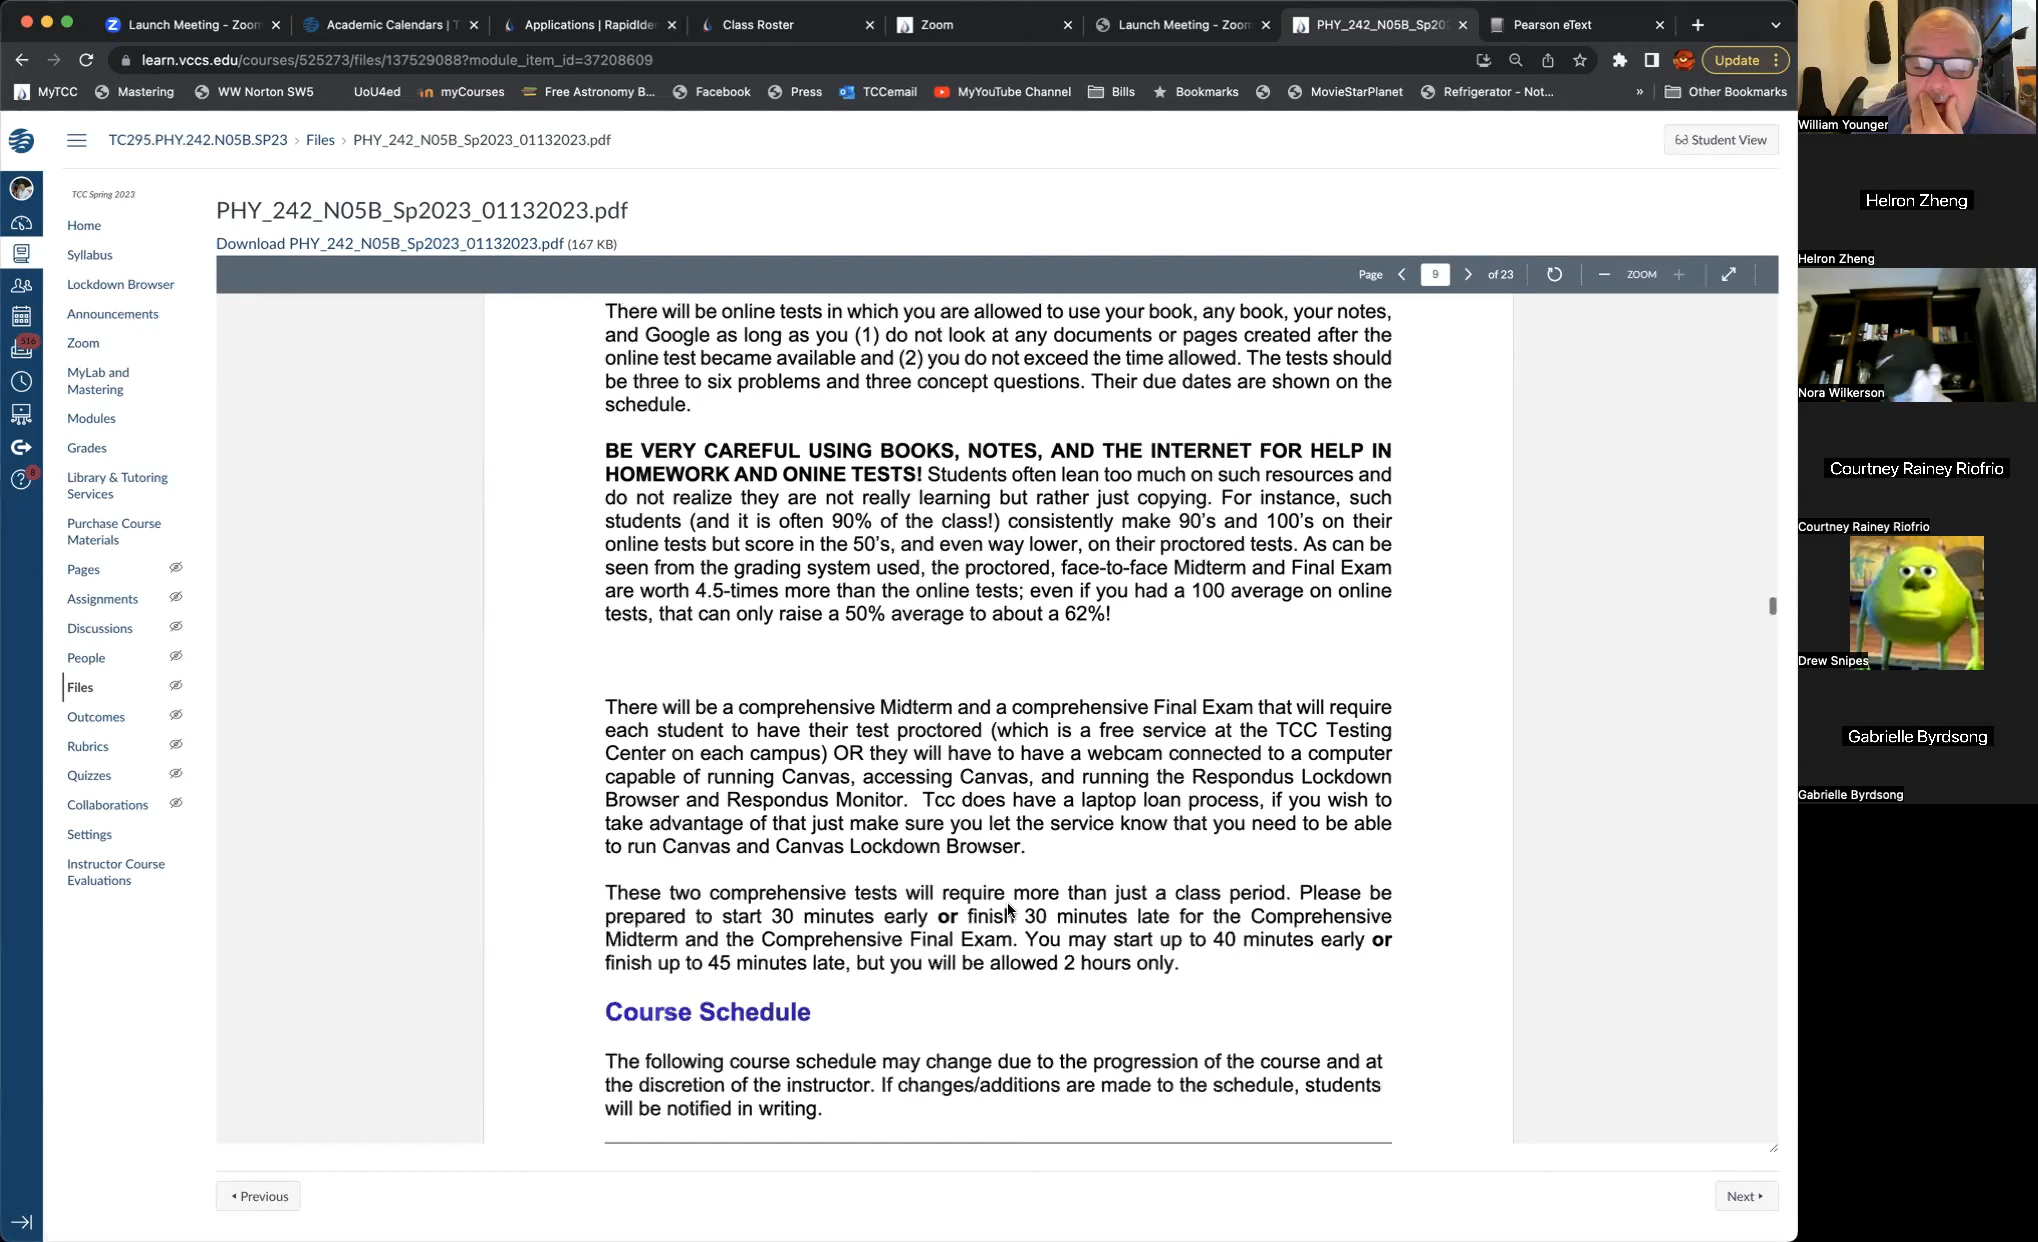 Launch Meeting - Zoom
Academic Calendars | T
Applications | RapidIde
Class Roster
Zoom
Launch Meeting - Zoom
PHY_242_N05B_Sp20
Pearson eText
learn.vccs.edu/courses/525273/files/137529088?module_item_id=37208609
Update
MyTCC
Mastering
WW Norton SW5
UoU4ed
myCourses
Free Astronomy B...
Facebook
Press
TCCemail
MyYouTube Channel
Bills
Bookmarks
MovieStarPlanet
Refrigerator - Not...
»
Other Bookmarks
TC295.PHY.242.N05B.SP23 › Files › PHY_242_N05B_Sp2023_01132023.pdf
Student View
TCC Spring 2023
Home
Syllabus
Lockdown Browser
Announcements
Zoom
MyLab and
Mastering
Modules
Grades
Library & Tutoring
Services
Purchase Course
Materials
Pages
Assignments
Discussions
People
Files
Outcomes
Rubrics
Quizzes
Collaborations
Settings
Instructor Course
Evaluations
516
8
PHY_242_N05B_Sp2023_01132023.pdf
Download PHY_242_N05B_Sp2023_01132023.pdf (167 KB)
Page 9 of 23 ZOOM
There will be online tests in which you are allowed to use your book, any book, your notes,
and Google as long as you (1) do not look at any documents or pages created after the
online test became available and (2) you do not exceed the time allowed. The tests should
be three to six problems and three concept questions. Their due dates are shown on the
schedule.
BE VERY CAREFUL USING BOOKS, NOTES, AND THE INTERNET FOR HELP IN
HOMEWORK AND ONINE TESTS! Students often lean too much on such resources and
do not realize they are not really learning but rather just copying. For instance, such
students (and it is often 90% of the class!) consistently make 90's and 100's on their
online tests but score in the 50's, and even way lower, on their proctored tests. As can be
seen from the grading system used, the proctored, face-to-face Midterm and Final Exam
are worth 4.5-times more than the online tests; even if you had a 100 average on online
tests, that can only raise a 50% average to about a 62%!
There will be a comprehensive Midterm and a comprehensive Final Exam that will require
each student to have their test proctored (which is a free service at the TCC Testing
Center on each campus) OR they will have to have a webcam connected to a computer
capable of running Canvas, accessing Canvas, and running the Respondus Lockdown
Browser and Respondus Monitor. Tcc does have a laptop loan process, if you wish to
take advantage of that just make sure you let the service know that you need to be able
to run Canvas and Canvas Lockdown Browser.
These two comprehensive tests will require more than just a class period. Please be
prepared to start 30 minutes early or finish 30 minutes late for the Comprehensive
Midterm and the Comprehensive Final Exam. You may start up to 40 minutes early or
finish up to 45 minutes late, but you will be allowed 2 hours only.
Course Schedule
The following course schedule may change due to the progression of the course and at
the discretion of the instructor. If changes/additions are made to the schedule, students
will be notified in writing.
Previous
Next
William Younger
Helron Zheng
Helron Zheng
Nora Wilkerson
Courtney Rainey Riofrio
Courtney Rainey Riofrio
Drew Snipes
Gabrielle Byrdsong
Gabrielle Byrdsong